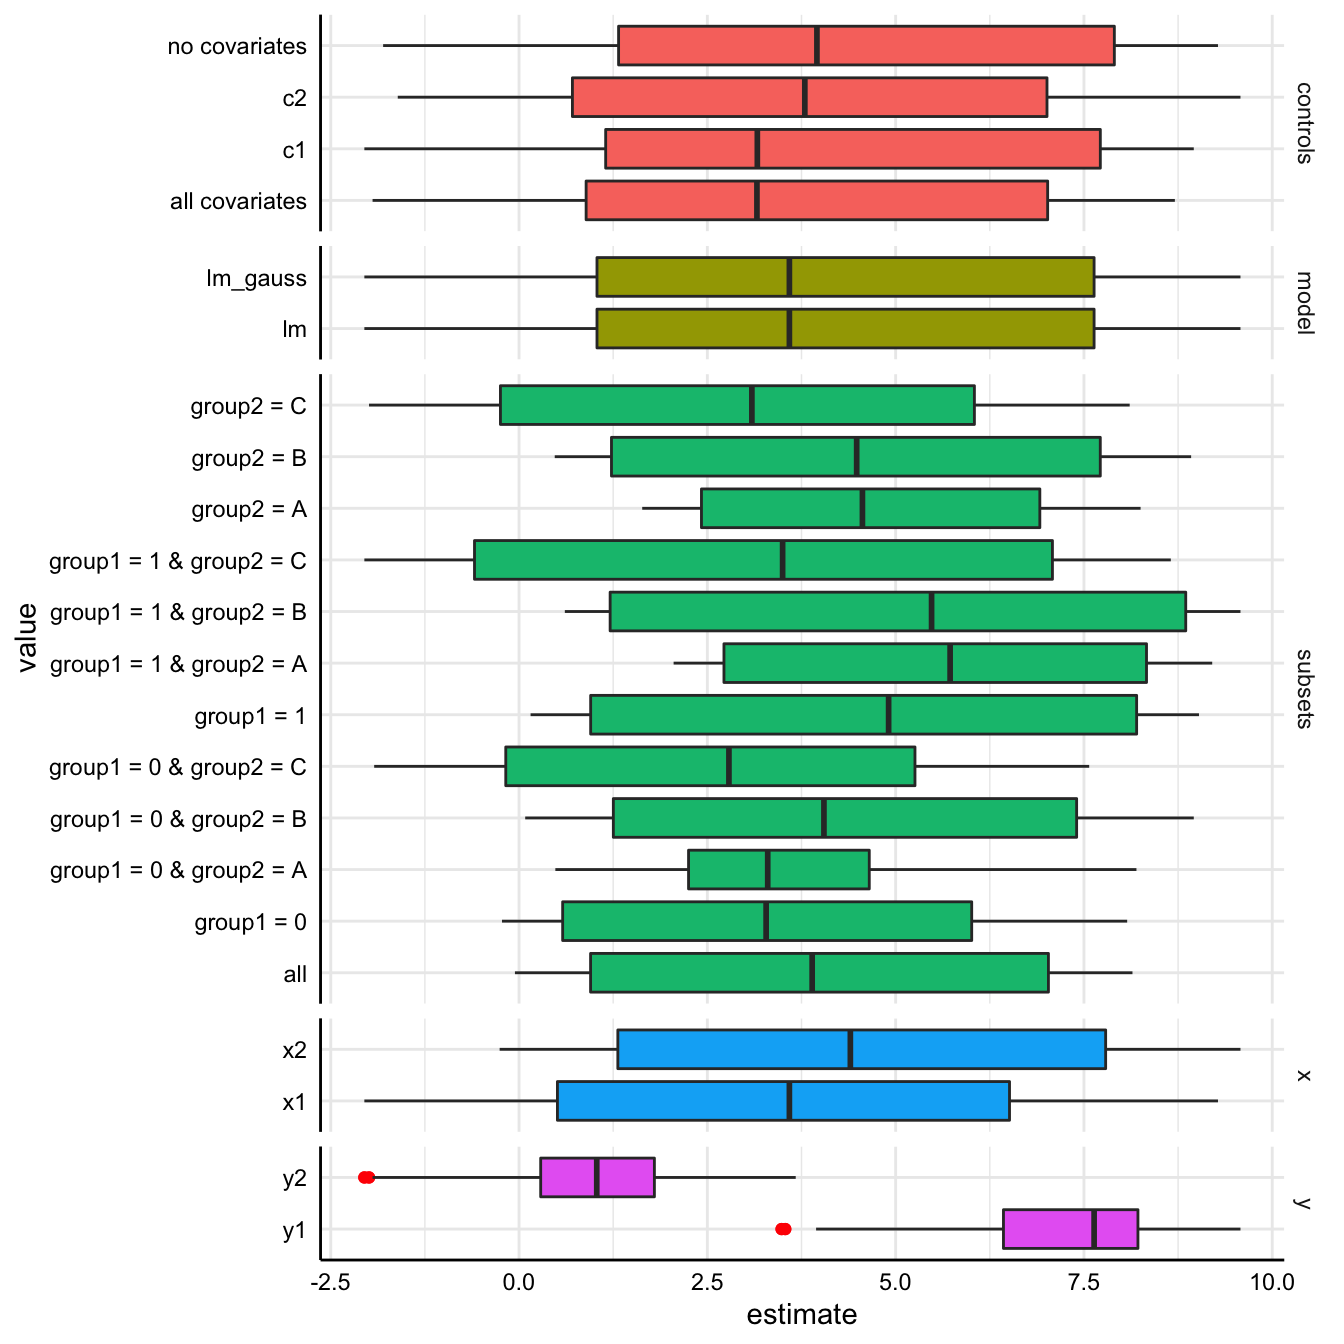 no covariates
c2
c1
all covariates
controls
lm_gauss
lm
model
group2 = C
group2 = B
group2 = A
group1 = 1 & group2 = C
group1 = 1 & group2 = B
group1 = 1 & group2 = A
group1 = 1
group1 = 0 & group2 = C
group1 = 0 & group2 = B
group1 = 0 & group2 = A
group1 = 0
all
subsets
value
x2
x1
x
y2
y1
y
-2.5 0.0 2.5 5.0 7.5 10.0
estimate